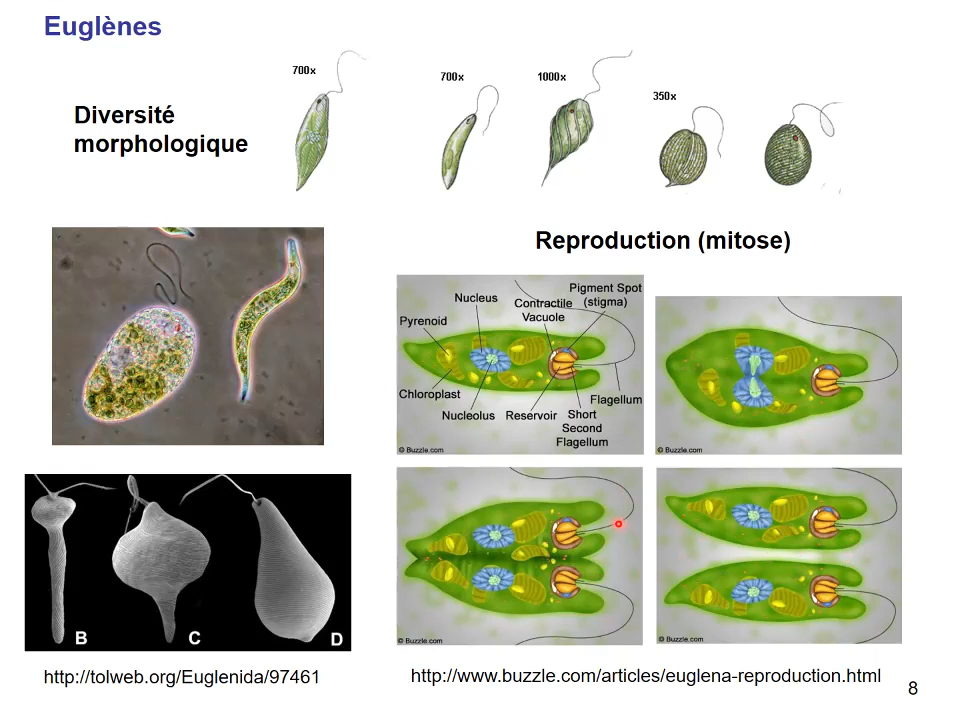 Euglènes
700x
700x
1000x
350x
Diversité
morphologique
Reproduction (mitose)
Pigment Spot
(stigma)
Nucleus
Contractile
Vacuole
Pyrenoid
Chloroplast
Flagellum
Nucleolus
Reservoir
Short
Second
Flagellum
© Buzzle.com
© Buzzle.com
© Buzzle.com
© Buzzle.com
B
C
D
http://tolweb.org/Euglenida/97461
http://www.buzzle.com/articles/euglena-reproduction.html
8